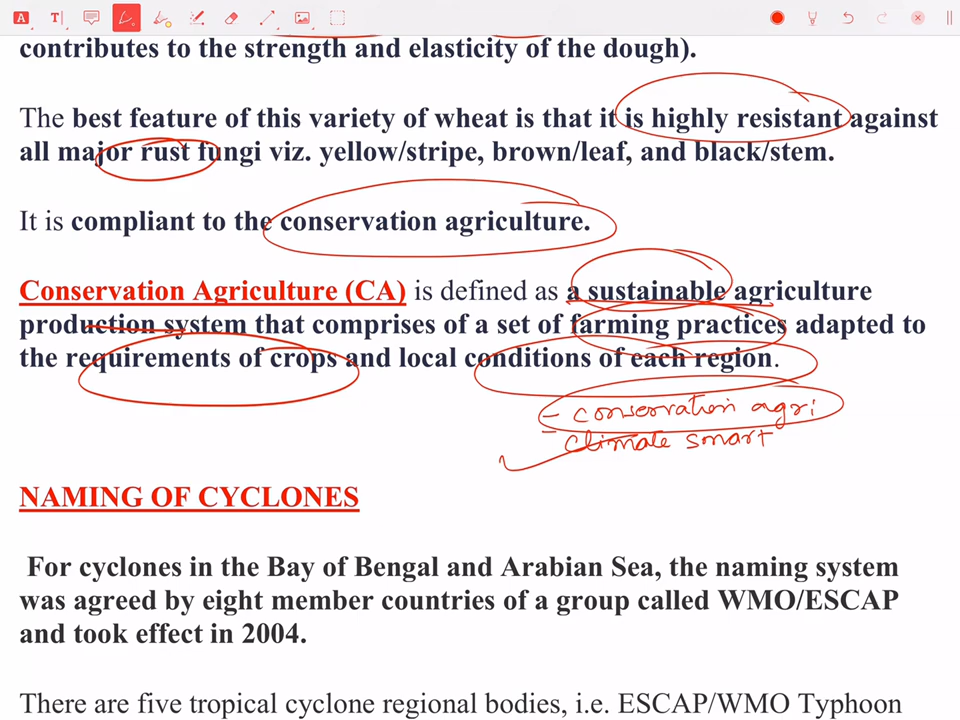 contributes to the strength and elasticity of the dough).
The best feature of this variety of wheat is that it is highly resistant against
all major rust fungi viz. yellow/stripe, brown/leaf, and black/stem.
It is compliant to the conservation agriculture.
Conservation Agriculture (CA) is defined as a sustainable agriculture
production system that comprises of a set of farming practices adapted to
the requirements of crops and local conditions of each region.
- conservation agri
- climate smart
NAMING OF CYCLONES
For cyclones in the Bay of Bengal and Arabian Sea, the naming system
was agreed by eight member countries of a group called WMO/ESCAP
and took effect in 2004.
There are five tropical cyclone regional bodies, i.e. ESCAP/WMO Typhoon